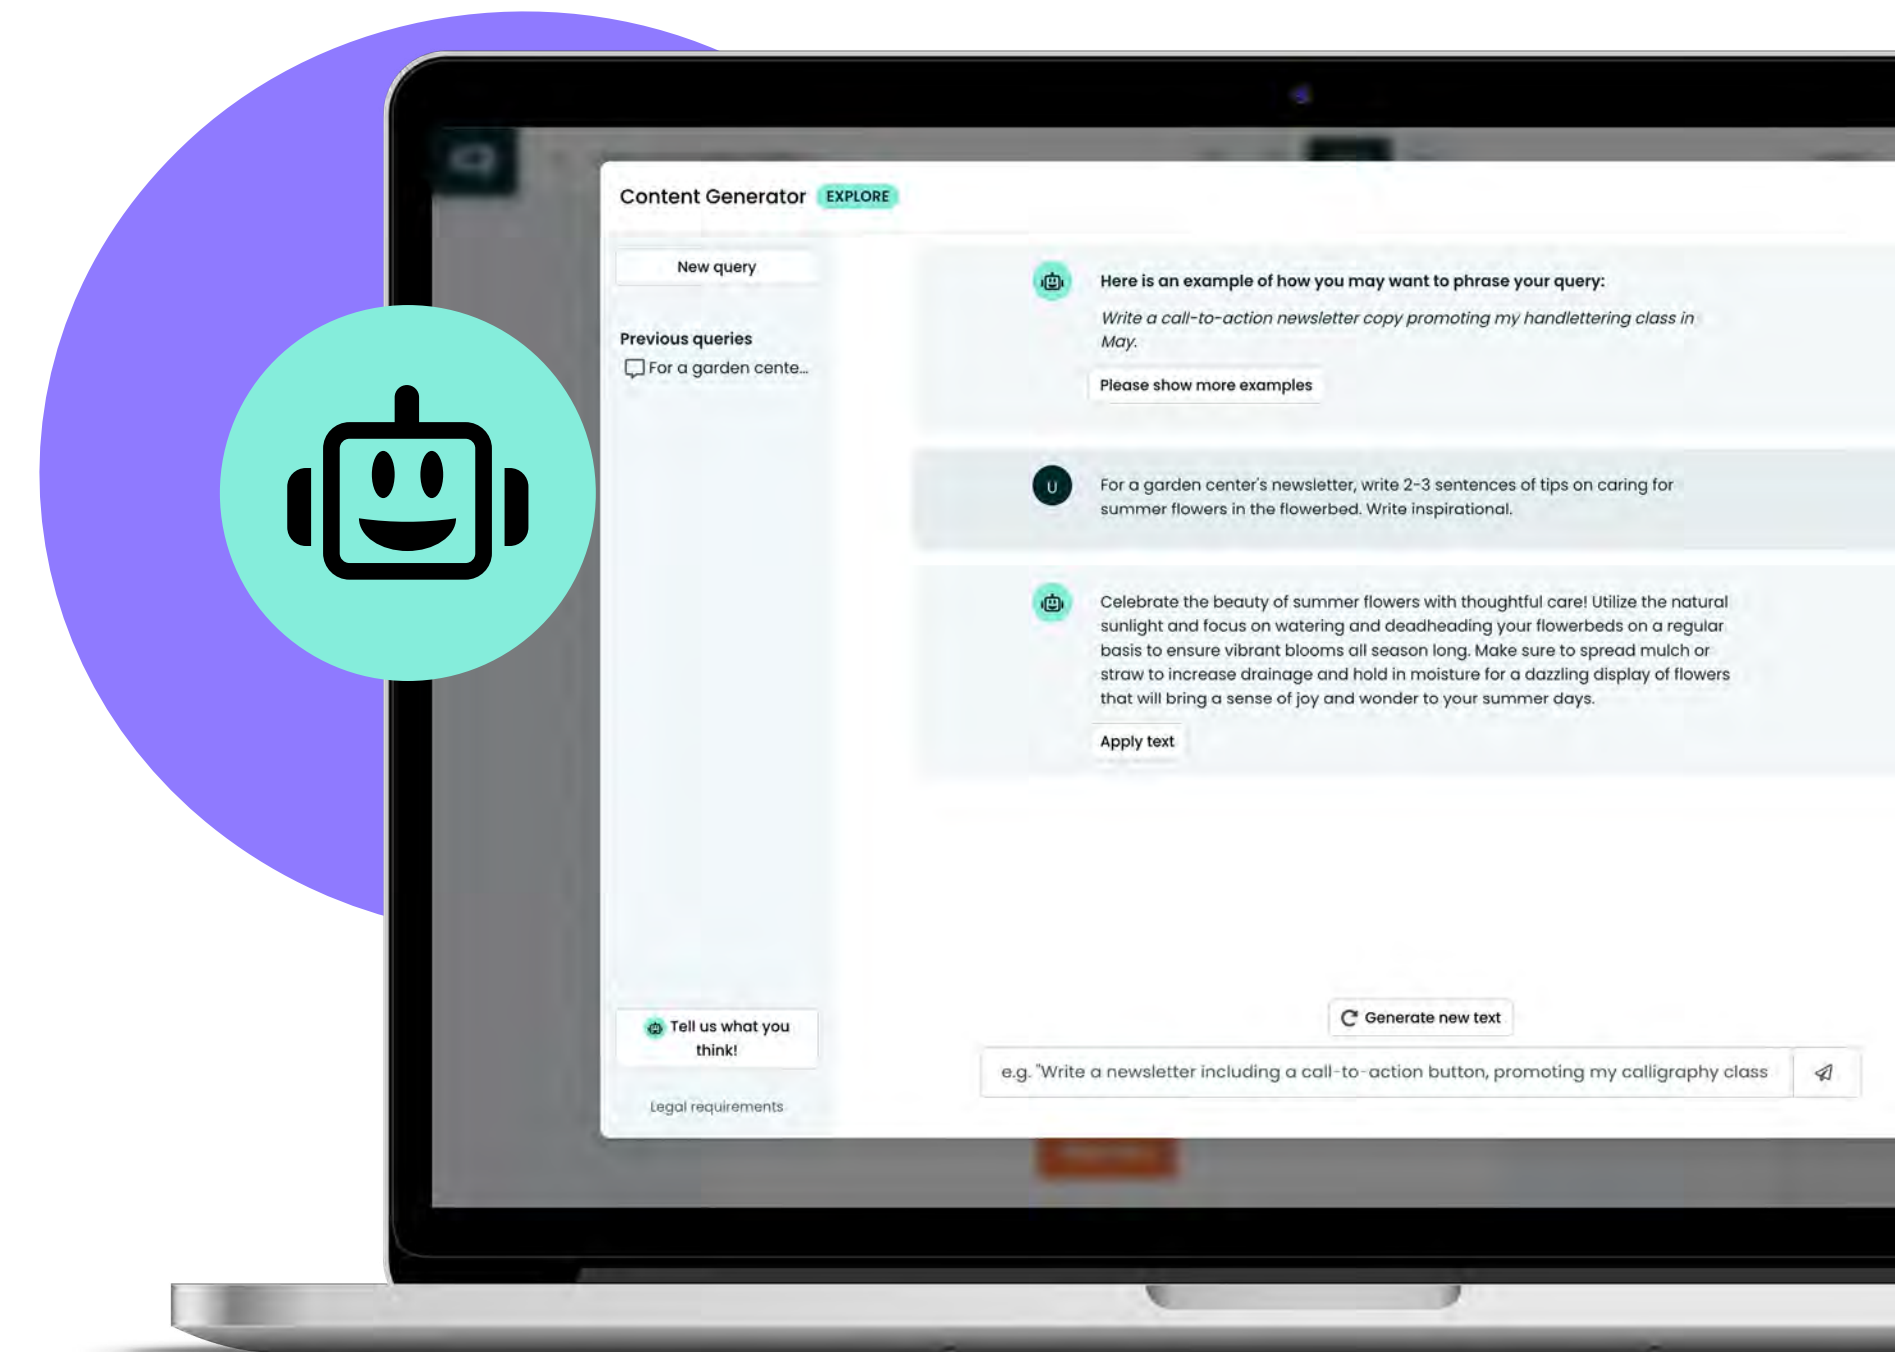 Content Generator EXPLORE
New query
Previous queries
For a garden cente...
Tell us what you
think!
Legal requirements
Here is an example of how you may want to phrase your query:
Write a call-to-action newsletter copy promoting my handlettering class in
May.
Please show more examples
U
For a garden center's newsletter, write 2-3 sentences of tips on caring for
summer flowers in the flowerbed. Write inspirational.
Celebrate the beauty of summer flowers with thoughtful care! Utilize the natural
sunlight and focus on watering and deadheading your flowerbeds on a regular
basis to ensure vibrant blooms all season long. Make sure to spread mulch or
straw to increase drainage and hold in moisture for a dazzling display of flowers
that will bring a sense of joy and wonder to your summer days.
Apply text
Generate new text
e.g. "Write a newsletter including a call-to-action button, promoting my calligraphy class